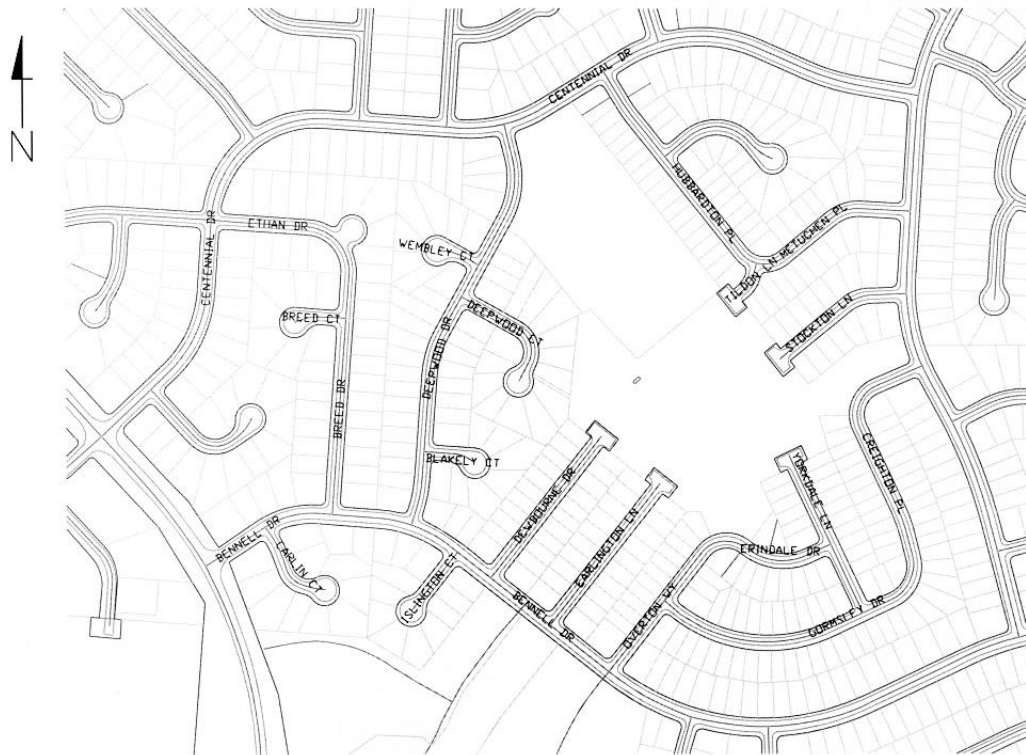 N
CENTENNIAL DR
HUBBARDTON PL
ETHAN DR
CENTENNIAL DR
WEMBLEY CT
TILDON LN
METUCHEN PL
BREED CT
DEEPWOOD CT
DEEPWOOD DR
STOCKTON LN
BREED DR
BLAKELY CT
DEWBOURNE DR
EARLINGTON LN
YORKDALE LN
CREIGHTON PL
BENNELL DR
CARLIN CT
ISLINGTON CT
BENNELL DR
OVERTON WY
ERINDALE DR
GORMSLEY DR